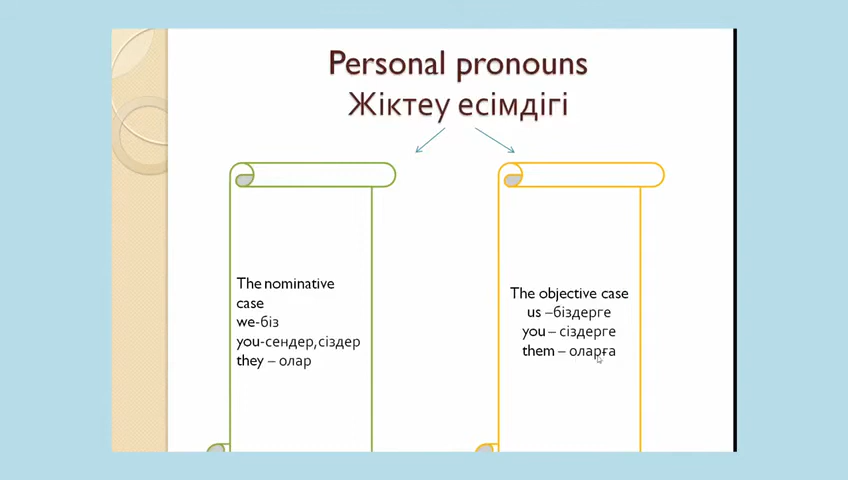 Personal pronouns
Жіктеу есімдігі
The nominative
case
we-біз
you-сендер,сіздер
they – олар
The objective case
us –біздерге
you – сіздерге
them – оларға